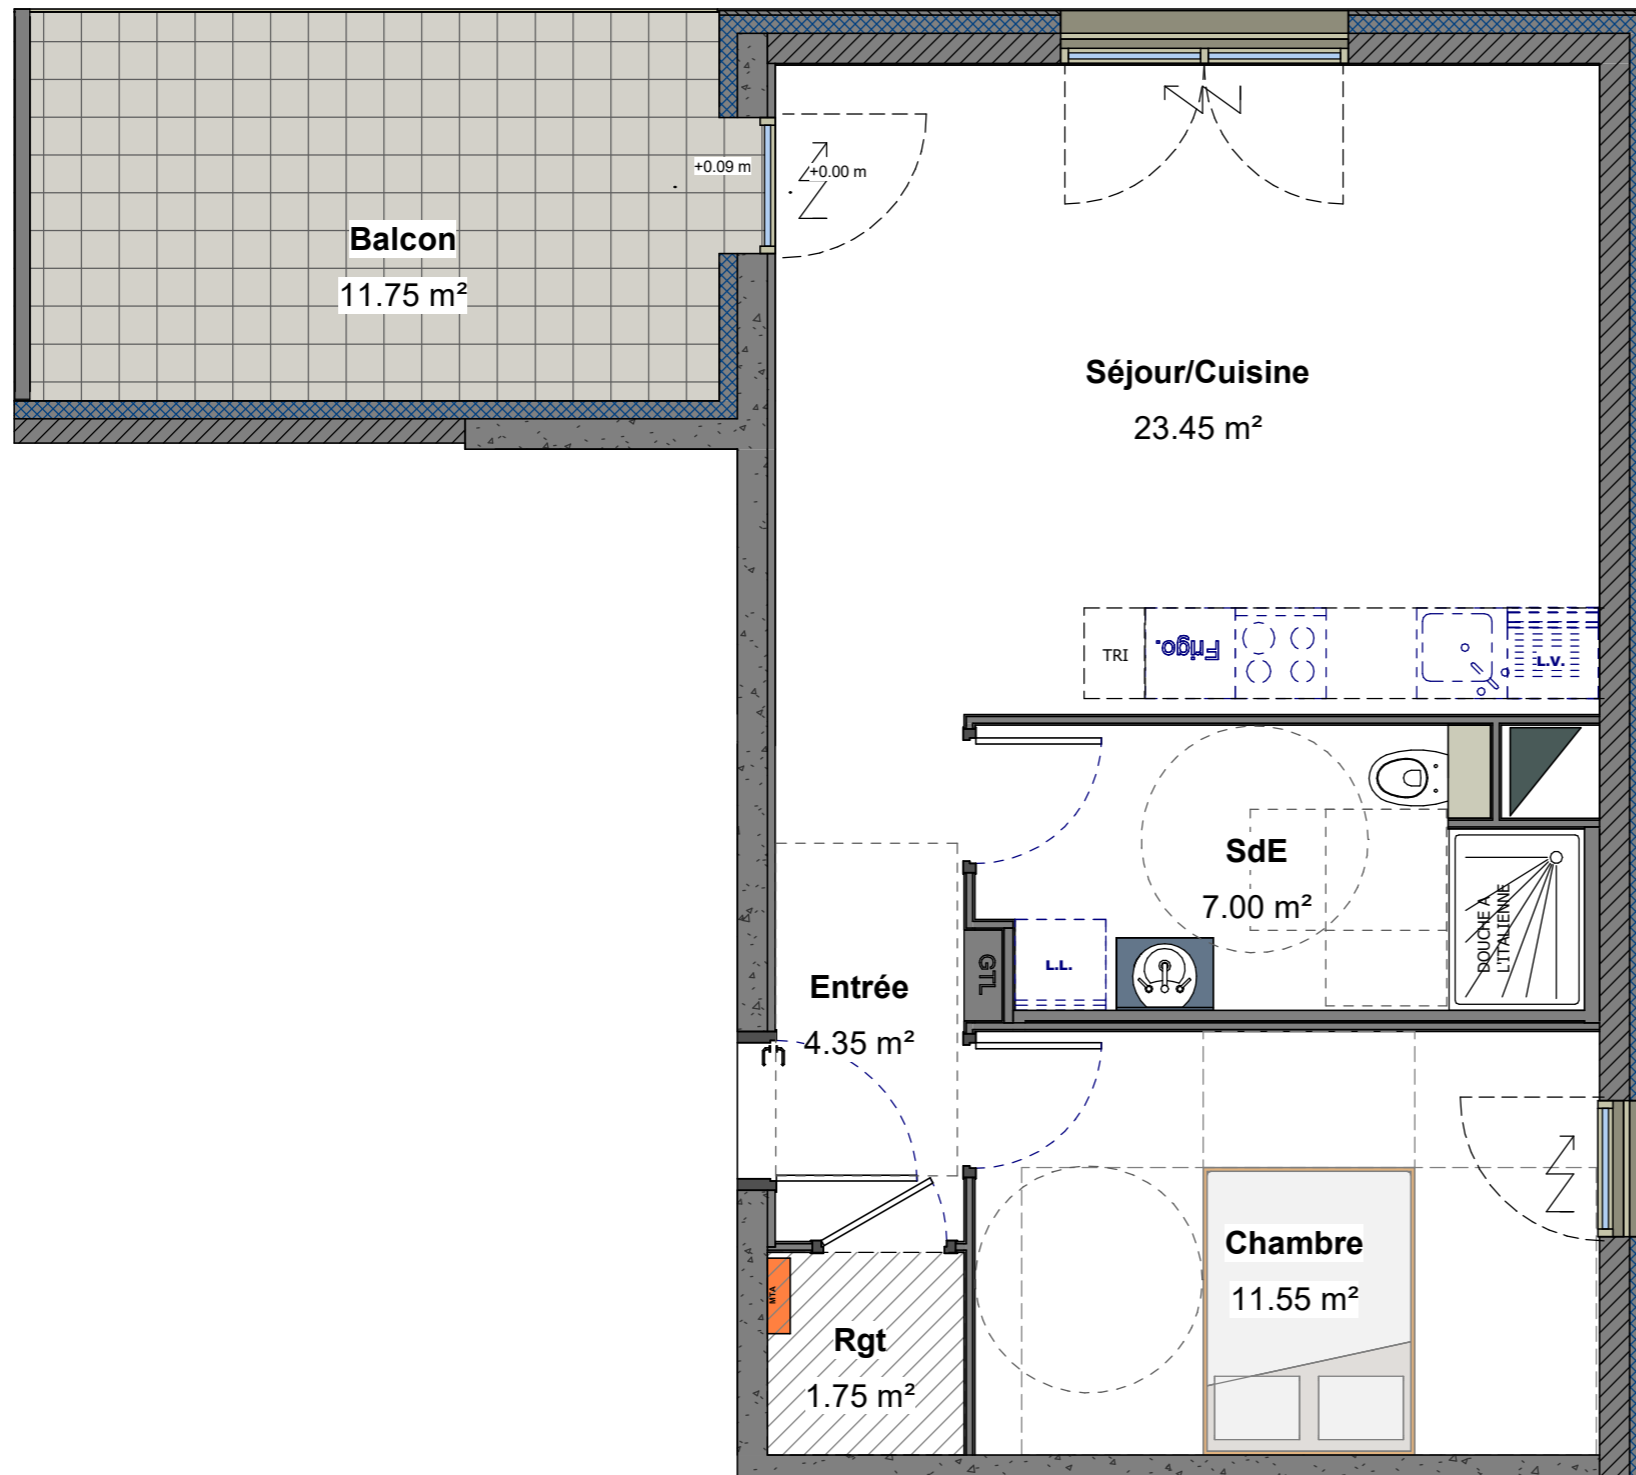 +0.09 m
+0.00 m
Balcon
11.75 m²
Séjour/Cuisine
23.45 m²
TRI
Frigo.
L.V.
SdE
7.00 m²
DOUCHE A
L'ITALIENNE
GTL
L.L.
Entrée
4.35 m²
Chambre
11.55 m²
MTA
Rgt
1.75 m²